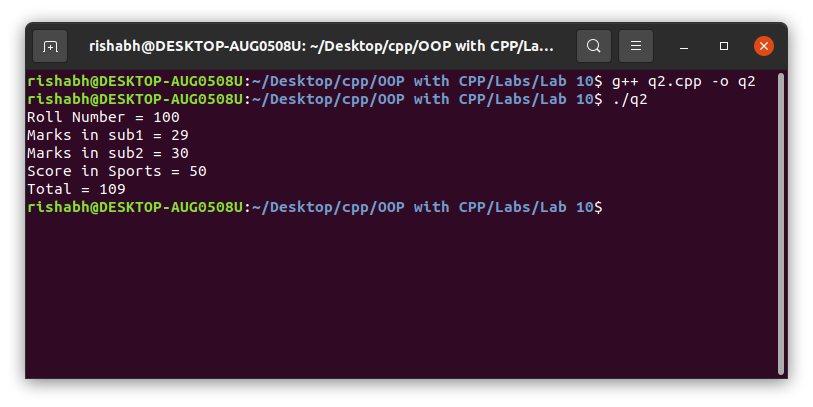 rishabh@DESKTOP-AUG0508U: ~/Desktop/cpp/OOP with CPP/La...
rishabh@DESKTOP-AUG0508U:~/Desktop/cpp/OOP with CPP/Labs/Lab 10$ g++ q2.cpp -o q2
rishabh@DESKTOP-AUG0508U:~/Desktop/cpp/OOP with CPP/Labs/Lab 10$ ./q2
Roll Number = 100
Marks in sub1 = 29
Marks in sub2 = 30
Score in Sports = 50
Total = 109
rishabh@DESKTOP-AUG0508U:~/Desktop/cpp/OOP with CPP/Labs/Lab 10$